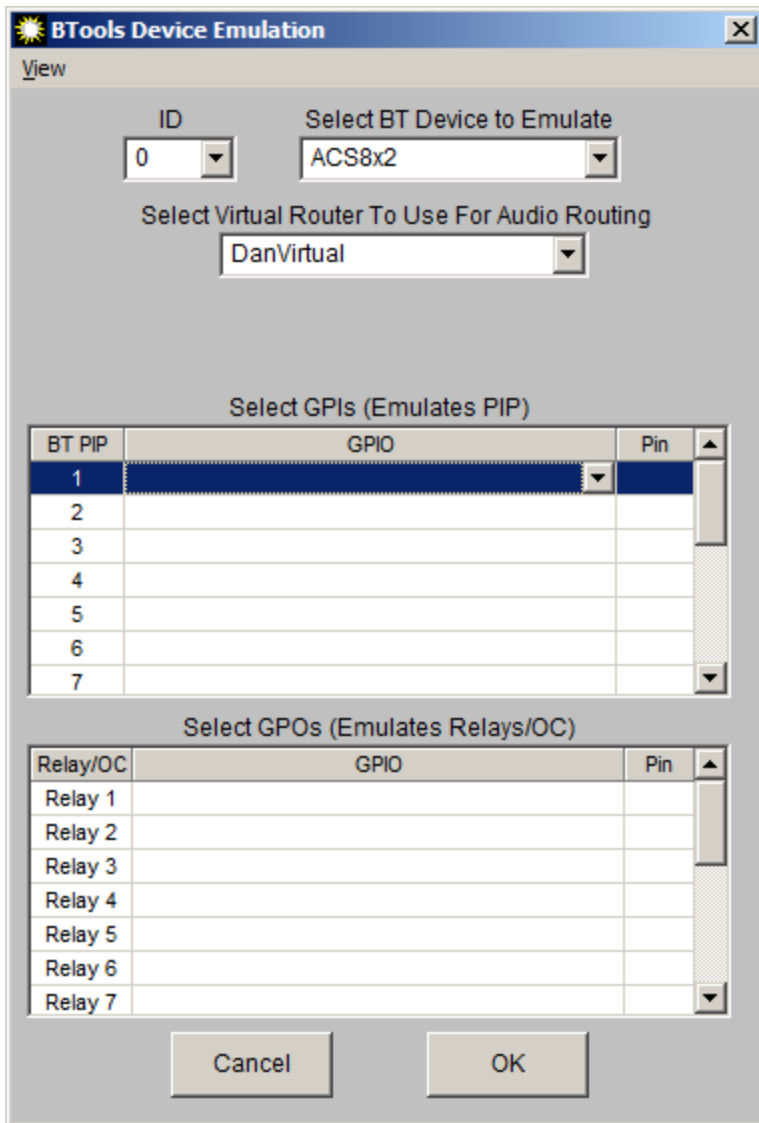 BTools Device Emulation
View
ID Select BT Device to Emulate
0 ACS8x2
Select Virtual Router To Use For Audio Routing
DanVirtual
Select GPIs (Emulates PIP)
BT PIP GPIO Pin
1
2
3
4
5
6
7
Select GPOs (Emulates Relays/OC)
Relay/OC GPIO Pin
Relay 1
Relay 2
Relay 3
Relay 4
Relay 5
Relay 6
Relay 7
Cancel OK